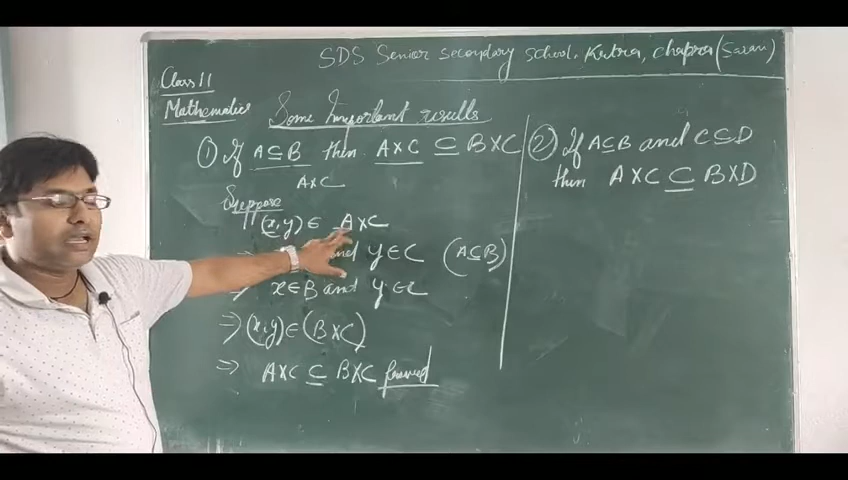 SDS Senior secondary school, Kutra, chapra (Saran)
Class 11
Mathematics
Some Important results
① If A ⊆ B then A×C ⊆ B×C
A×C
Suppose
(x,y) ∈ A×C
and y∈C (A⊆B)
x∈B and y∈C
⇒ (x,y) ∈ (B×C)
⇒ A×C ⊆ B×C proved
② If A⊆B and C⊆D
then A×C ⊆ B×D